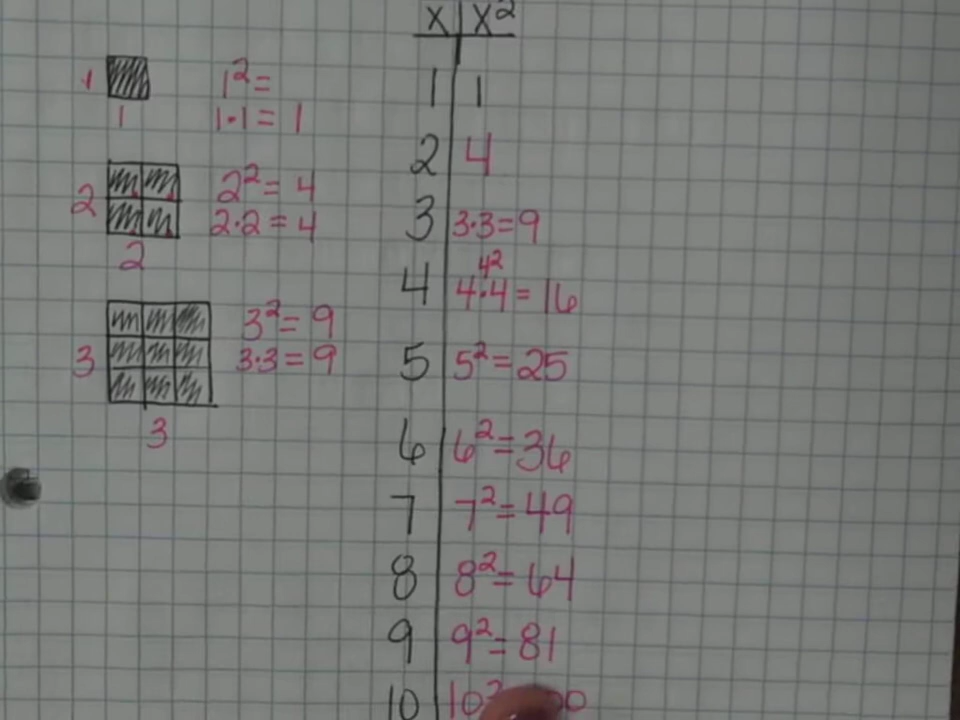 1
1
1² =
1·1 = 1
2
2
2² = 4
2·2 = 4
3
3
3² = 9
3·3 = 9
X | X²
1 | 1
2 | 4
3 | 3·3=9
4²
4 | 4·4 = 16
5 | 5² = 25
6 | 6² = 36
7 | 7² = 49
8 | 8² = 64
9 | 9² = 81
10 | 10²